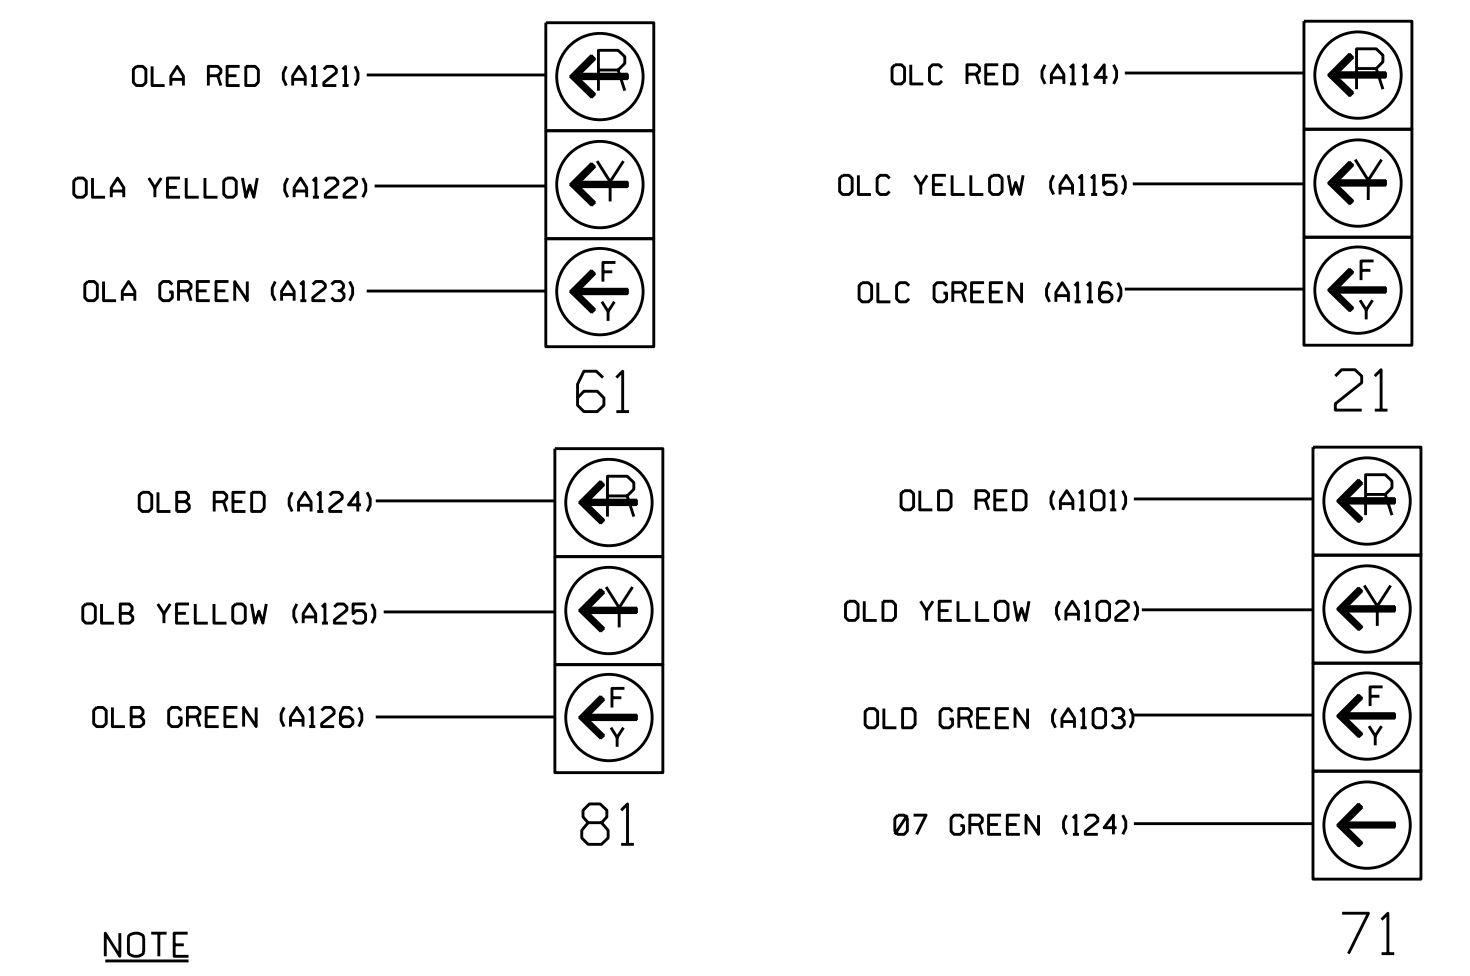 OLA RED (A121)
R
OLA YELLOW (A122)
Y
OLA GREEN (A123)
F
Y
61
OLC RED (A114)
R
OLC YELLOW (A115)
Y
OLC GREEN (A116)
F
Y
21
OLB RED (A124)
R
OLB YELLOW (A125)
Y
OLB GREEN (A126)
F
Y
81
OLD RED (A101)
R
OLD YELLOW (A102)
Y
OLD GREEN (A103)
F
Y
Ø7 GREEN (124)
71
NOTE